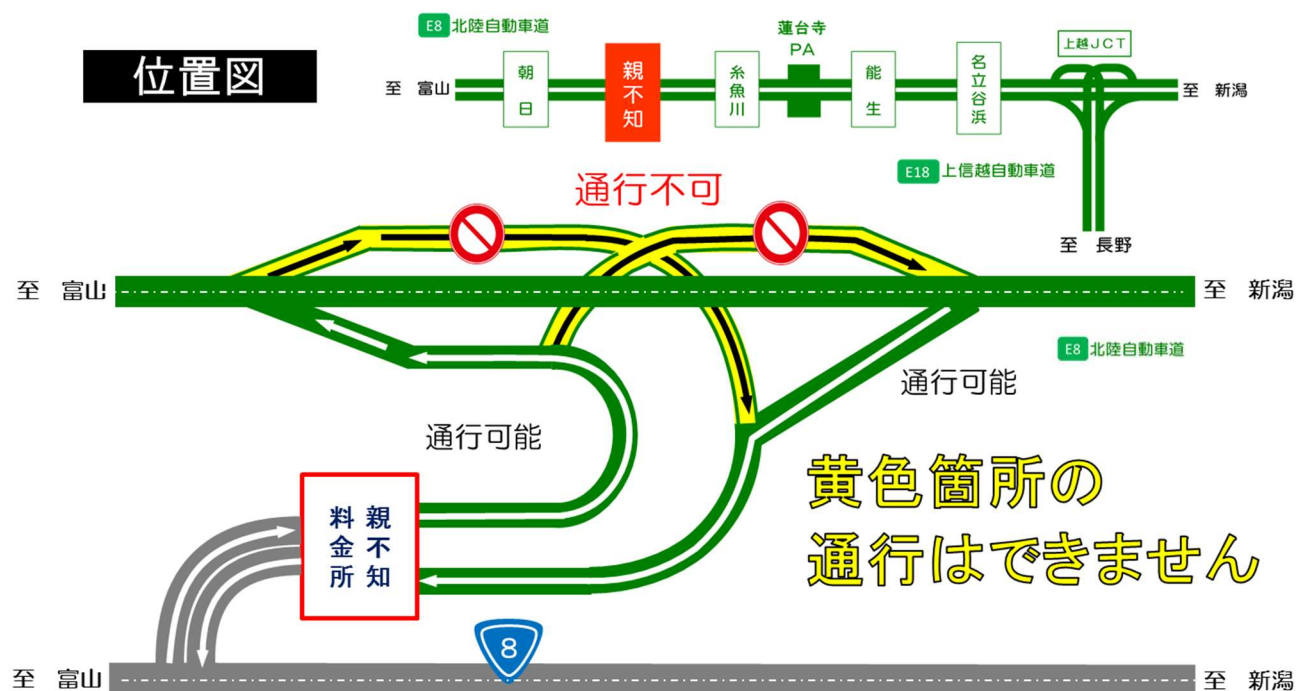 位置図
E8 北陸自動車道
至 富山
朝日
親不知
糸魚川
蓮台寺
PA
能生
名立谷浜
上越JCT
至 新潟
E18 上信越自動車道
至 長野
通行不可
至 富山
至 新潟
E8 北陸自動車道
通行可能
通行可能
黄色箇所の
通行はできません
親不知
料金所
8
至 富山
至 新潟